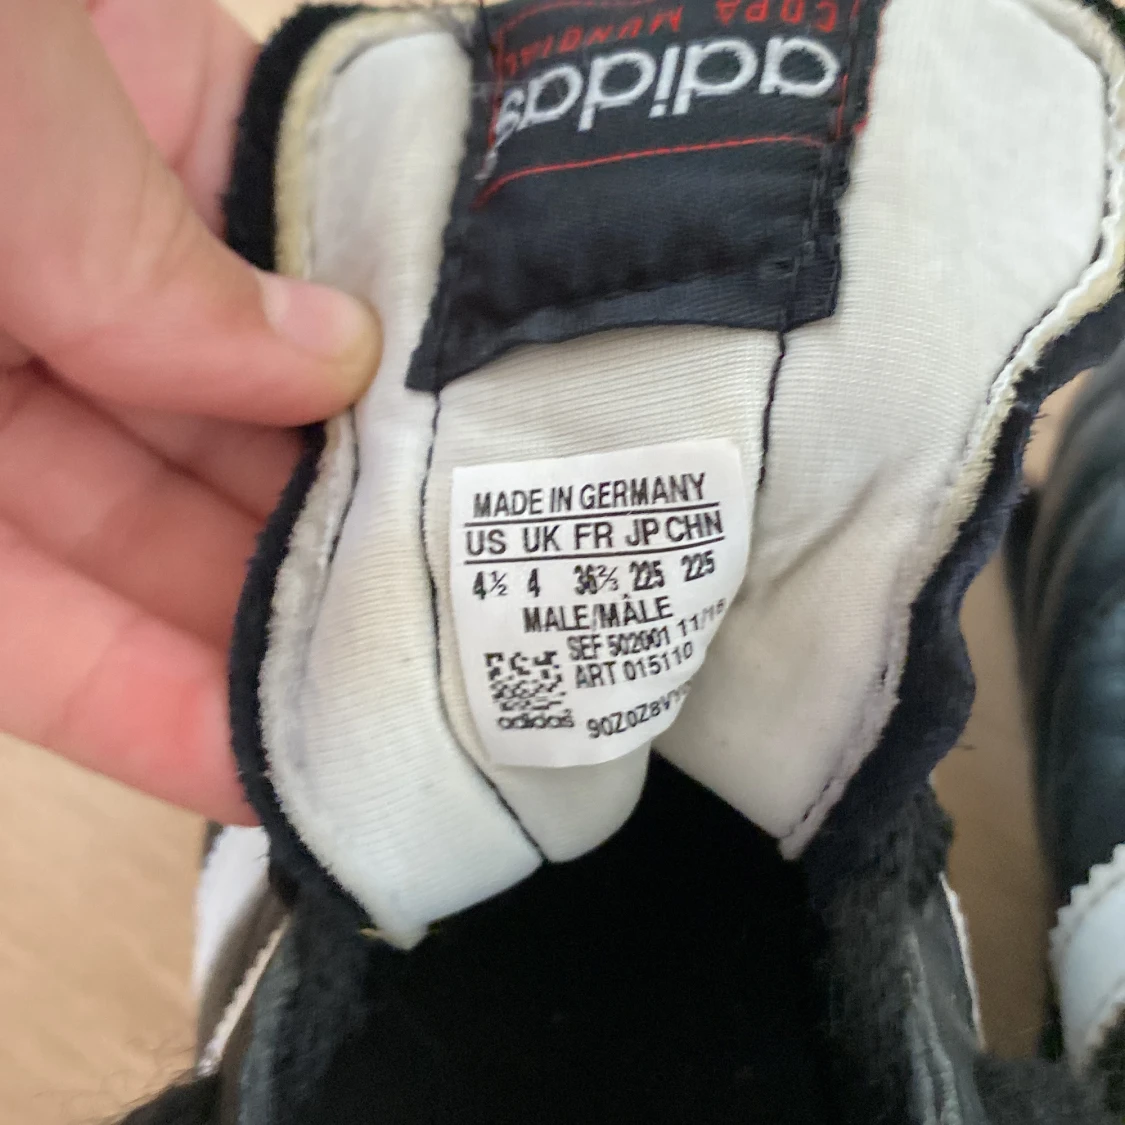 COPA MUNDIAL
adidas
MADE IN GERMANY
US UK FR JP CHN
4½ 4 36⅔ 225 225
MALE/MÂLE
SEF 502001 11/18
ART 015110
adidas
90Z0Z8V